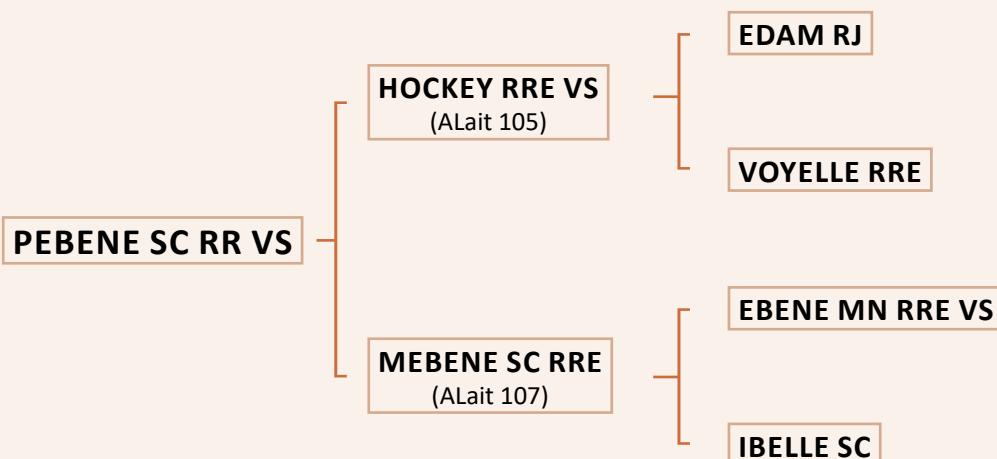 EDAM RJ
HOCKEY RRE VS
(ALait 105)
VOYELLE RRE
PEBENE SC RR VS
EBENE MN RRE VS
MEBENE SC RRE
(ALait 107)
IBELLE SC